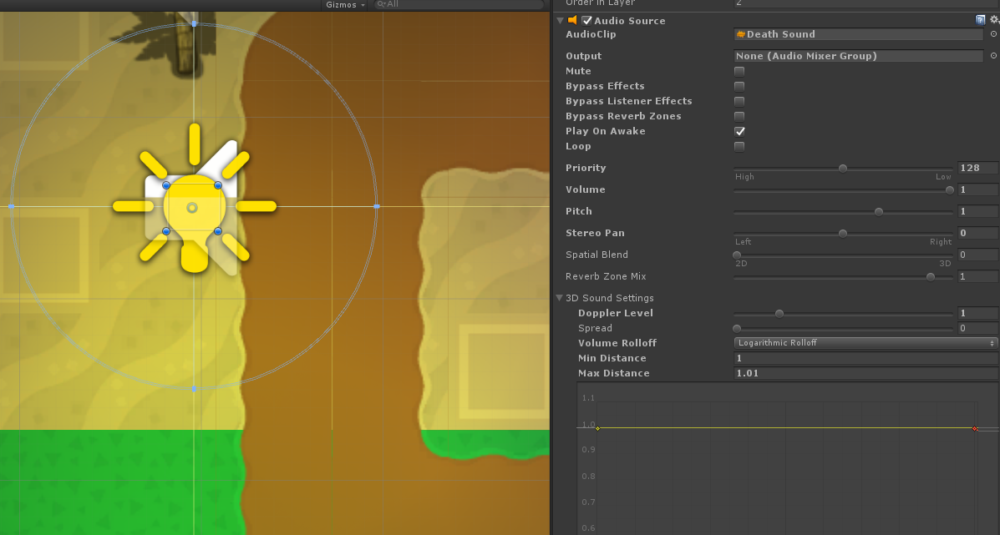 Gizmos All
Order in Layer 2
Audio Source
AudioClip Death Sound
Output None (Audio Mixer Group)
Mute
Bypass Effects
Bypass Listener Effects
Bypass Reverb Zones
Play On Awake
Loop
Priority 128
High Low
Volume 1
Pitch 1
Stereo Pan 0
Left Right
Spatial Blend 0
2D 3D
Reverb Zone Mix 1
3D Sound Settings
Doppler Level 1
Spread 0
Volume Rolloff Logarithmic Rolloff
Min Distance 1
Max Distance 1.01
1.1
1.0
0.9
0.8
0.7
0.6